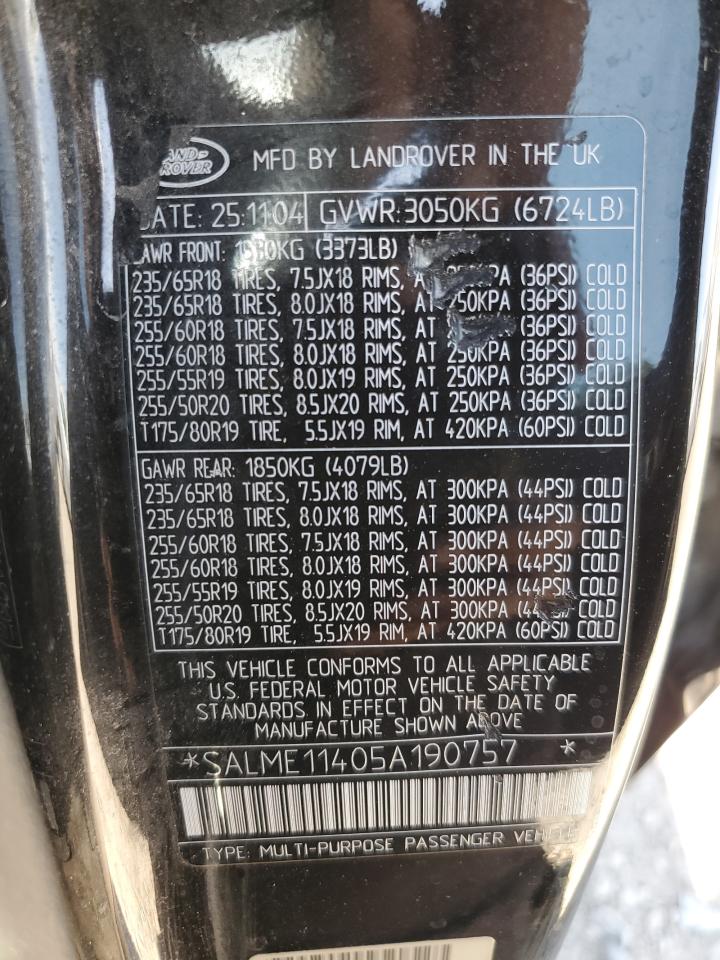 MFD BY LANDROVER IN THE UK
DATE: 25.11.04 GVWR:3050KG (6724LB)
GAWR FRONT: (3373LB)
235/65R18 TIRES, 7.5JX18 RIMS, (36PSI) COLD
235/65R18 TIRES, 8.0JX18 RIMS, AT 250KPA (36PSI) COLD
255/60R18 TIRES, 7.5JX18 RIMS, (36PSI) COLD
255/60R18 TIRES, 8.0JX18 RIMS, AT 250KPA (36PSI) COLD
255/55R19 TIRES, 8.0JX19 RIMS, AT 250KPA (36PSI) COLD
255/50R20 TIRES, 8.5JX20 RIMS, AT 250KPA (36PSI) COLD
T175/80R19 TIRE, 5.5JX19 RIM, AT 420KPA (60PSI) COLD
GAWR REAR: 1850KG (4079LB)
235/65R18 TIRES, 7.5JX18 RIMS, AT 300KPA (44PSI) COLD
235/65R18 TIRES, 8.0JX18 RIMS, AT 300KPA (44PSI) COLD
255/60R18 TIRES, 7.5JX18 RIMS, AT 300KPA (44PSI) COLD
255/60R18 TIRES, 8.0JX18 RIMS, AT 300KPA (44PSI) COLD
255/55R19 TIRES, 8.0JX19 RIMS, AT 300KPA (44PSI) COLD
255/50R20 TIRES, 8.5JX20 RIMS, AT 300KPA COLD
T175/80R19 TIRE, 5.5JX19 RIM, AT 420KPA (60PSI) COLD
THIS VEHICLE CONFORMS TO ALL APPLICABLE
U.S. FEDERAL MOTOR VEHICLE SAFETY
STANDARDS IN EFFECT ON THE DATE OF
MANUFACTURE SHOWN ABOVE
*SALME11405A190757 *
TYPE: MULTI-PURPOSE PASSENGER VEHICLE